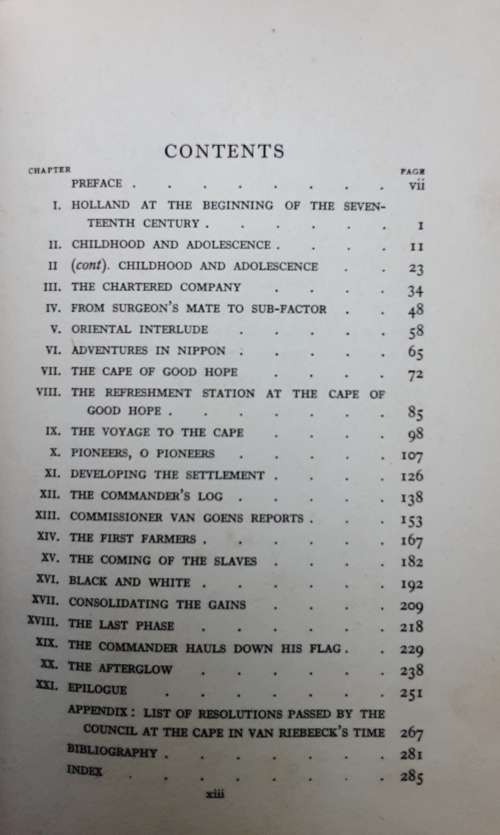 CONTENTS
CHAPTER PAGE
PREFACE . . . . . . . . vii
I. HOLLAND AT THE BEGINNING OF THE SEVEN-
TEENTH CENTURY . . . . . . 1
II. CHILDHOOD AND ADOLESCENCE . . . . 11
II (cont). CHILDHOOD AND ADOLESCENCE . . 23
III. THE CHARTERED COMPANY . . . . 34
IV. FROM SURGEON'S MATE TO SUB-FACTOR . . 48
V. ORIENTAL INTERLUDE . . . . . 58
VI. ADVENTURES IN NIPPON . . . . . 65
VII. THE CAPE OF GOOD HOPE . . . . 72
VIII. THE REFRESHMENT STATION AT THE CAPE OF
GOOD HOPE . . . . . . . 85
IX. THE VOYAGE TO THE CAPE . . . . 98
X. PIONEERS, O PIONEERS . . . . . 107
XI. DEVELOPING THE SETTLEMENT . . . . 126
XII. THE COMMANDER'S LOG . . . . . 138
XIII. COMMISSIONER VAN GOENS REPORTS . . . 153
XIV. THE FIRST FARMERS . . . . . . 167
XV. THE COMING OF THE SLAVES . . . . 182
XVI. BLACK AND WHITE . . . . . . 192
XVII. CONSOLIDATING THE GAINS . . . . 209
XVIII. THE LAST PHASE . . . . . . 218
XIX. THE COMMANDER HAULS DOWN HIS FLAG . . . 229
XX. THE AFTERGLOW . . . . . . 238
XXI. EPILOGUE . . . . . . . 251
APPENDIX: LIST OF RESOLUTIONS PASSED BY THE
COUNCIL AT THE CAPE IN VAN RIEBEECK'S TIME 267
BIBLIOGRAPHY . . . . . . . 281
INDEX . . . . . . . . 285
xiii